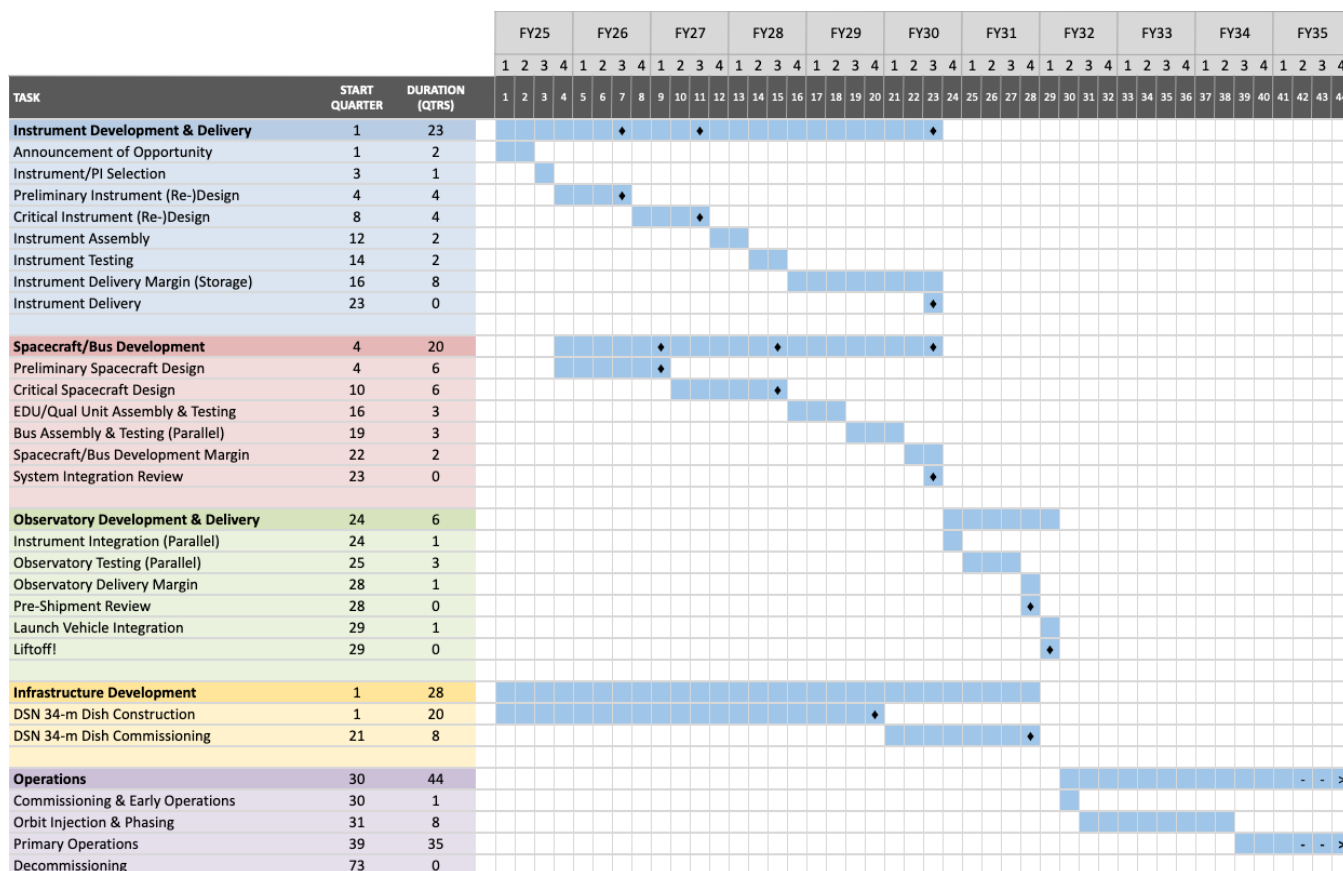 FY25 FY26 FY27 FY28 FY29 FY30 FY31 FY32 FY33 FY34 FY35
1 2 3 4 1 2 3 4 1 2 3 4 1 2 3 4 1 2 3 4 1 2 3 4 1 2 3 4 1 2 3 4 1 2 3 4 1 2 3 4 1 2 3 4
TASK START QUARTER DURATION (QTRS) 1 2 3 4 5 6 7 8 9 10 11 12 13 14 15 16 17 18 19 20 21 22 23 24 25 26 27 28 29 30 31 32 33 34 35 36 37 38 39 40 41 42 43 44
Instrument Development & Delivery 1 23 ♦ ♦ ♦
Announcement of Opportunity 1 2
Instrument/PI Selection 3 1
Preliminary Instrument (Re-)Design 4 4 ♦
Critical Instrument (Re-)Design 8 4 ♦
Instrument Assembly 12 2
Instrument Testing 14 2
Instrument Delivery Margin (Storage) 16 8
Instrument Delivery 23 0 ♦
Spacecraft/Bus Development 4 20 ♦ ♦ ♦
Preliminary Spacecraft Design 4 6 ♦
Critical Spacecraft Design 10 6 ♦
EDU/Qual Unit Assembly & Testing 16 3
Bus Assembly & Testing (Parallel) 19 3
Spacecraft/Bus Development Margin 22 2
System Integration Review 23 0 ♦
Observatory Development & Delivery 24 6
Instrument Integration (Parallel) 24 1
Observatory Testing (Parallel) 25 3
Observatory Delivery Margin 28 1
Pre-Shipment Review 28 0 ♦
Launch Vehicle Integration 29 1
Liftoff! 29 0 ♦
Infrastructure Development 1 28
DSN 34-m Dish Construction 1 20 ♦
DSN 34-m Dish Commissioning 21 8 ♦
Operations 30 44 - - >
Commissioning & Early Operations 30 1
Orbit Injection & Phasing 31 8
Primary Operations 39 35 - - >
Decommissioning 73 0